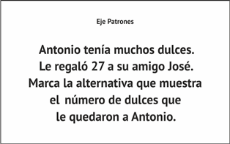 Eje Patrones
Antonio tenía muchos dulces.
Le regaló 27 a su amigo José.
Marca la alternativa que muestra
el número de dulces que
le quedaron a Antonio.